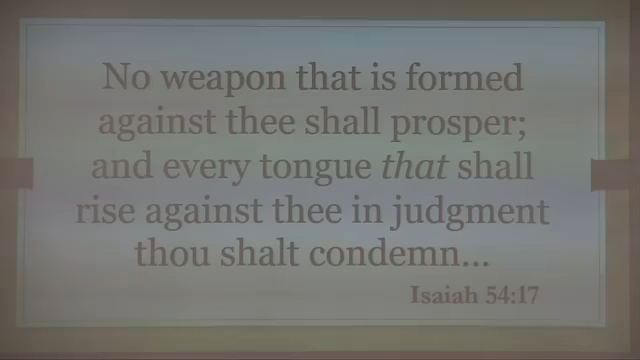 No weapon that is formed
against thee shall prosper;
and every tongue that shall
rise against thee in judgment
thou shalt condemn...
Isaiah 54:17